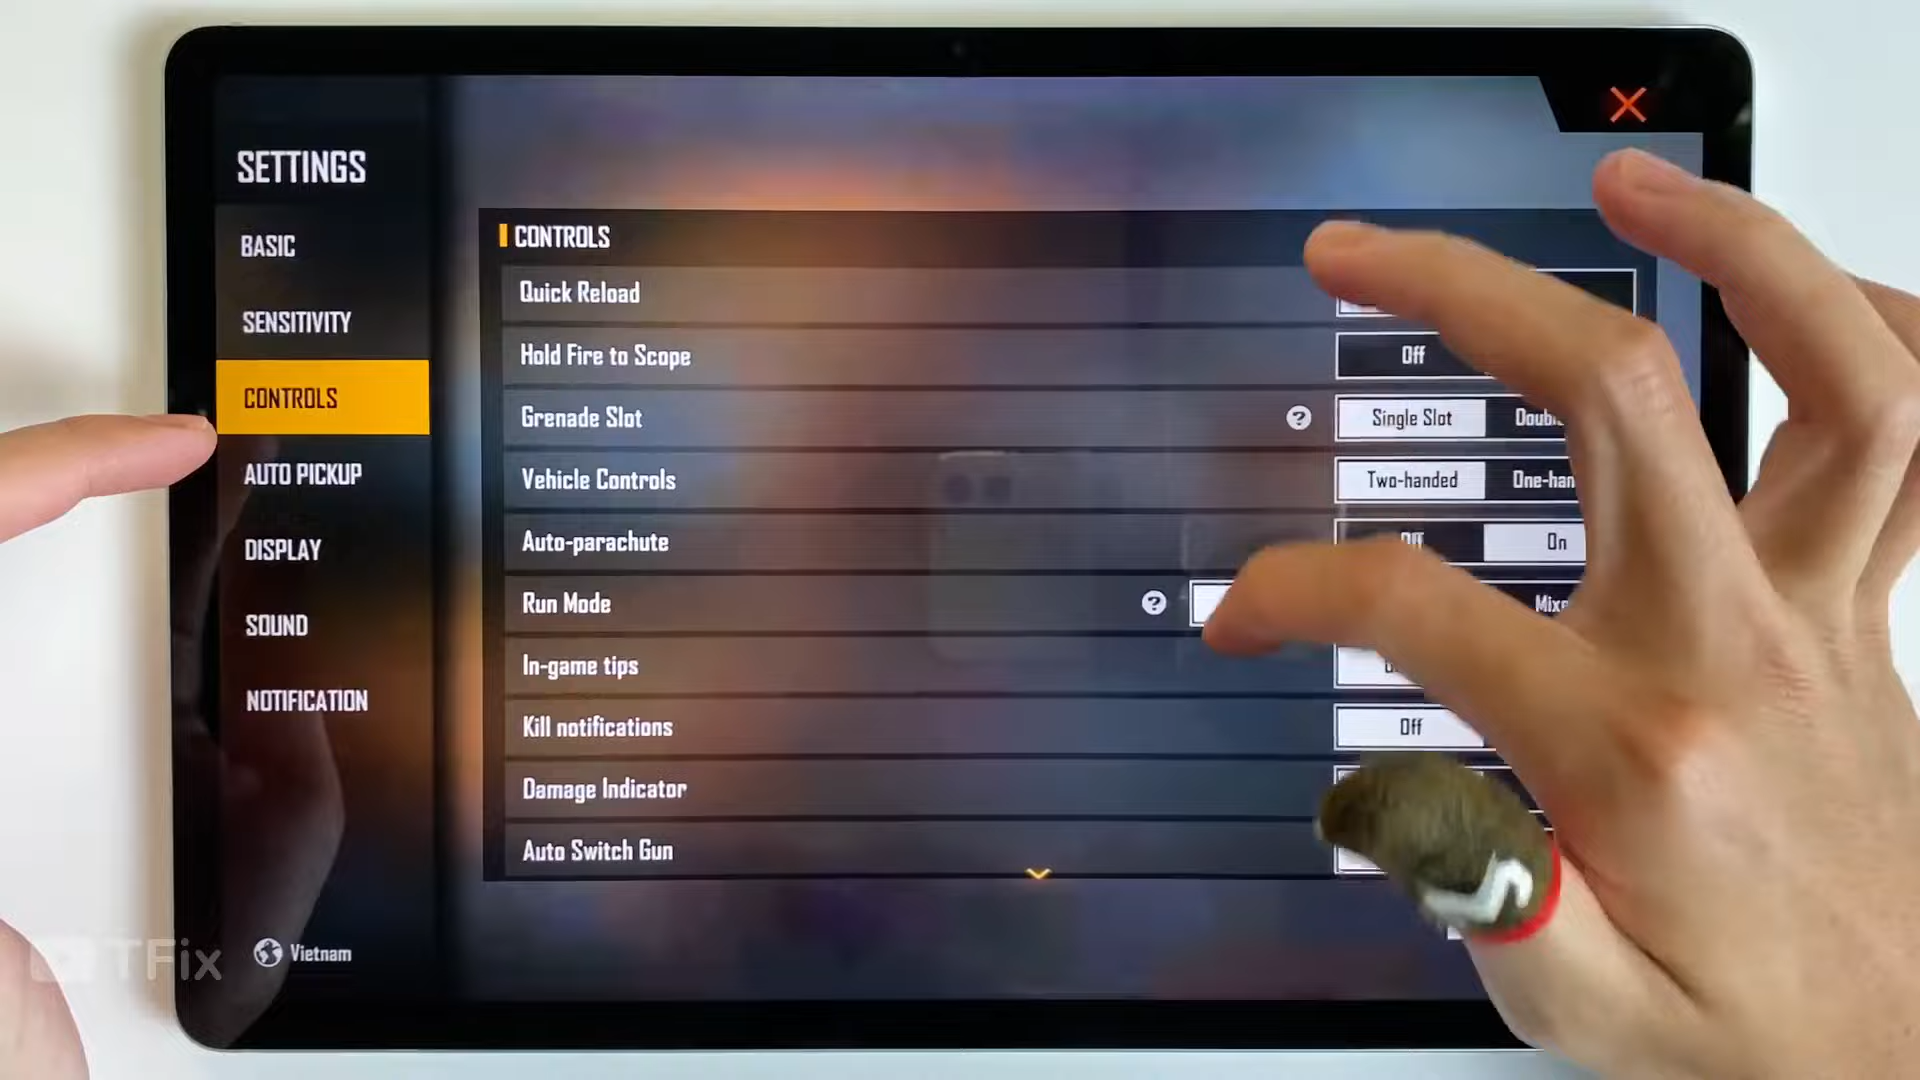 SETTINGS
BASIC
SENSITIVITY
CONTROLS
AUTO PICKUP
DISPLAY
SOUND
NOTIFICATION
Vietnam
CONTROLS
Quick Reload
Hold Fire to Scope Off
Grenade Slot ? Single Slot
Vehicle Controls Two-handed
Auto-parachute Off On
Run Mode ?
In-game tips
Kill notifications Off
Damage Indicator
Auto Switch Gun
TFix